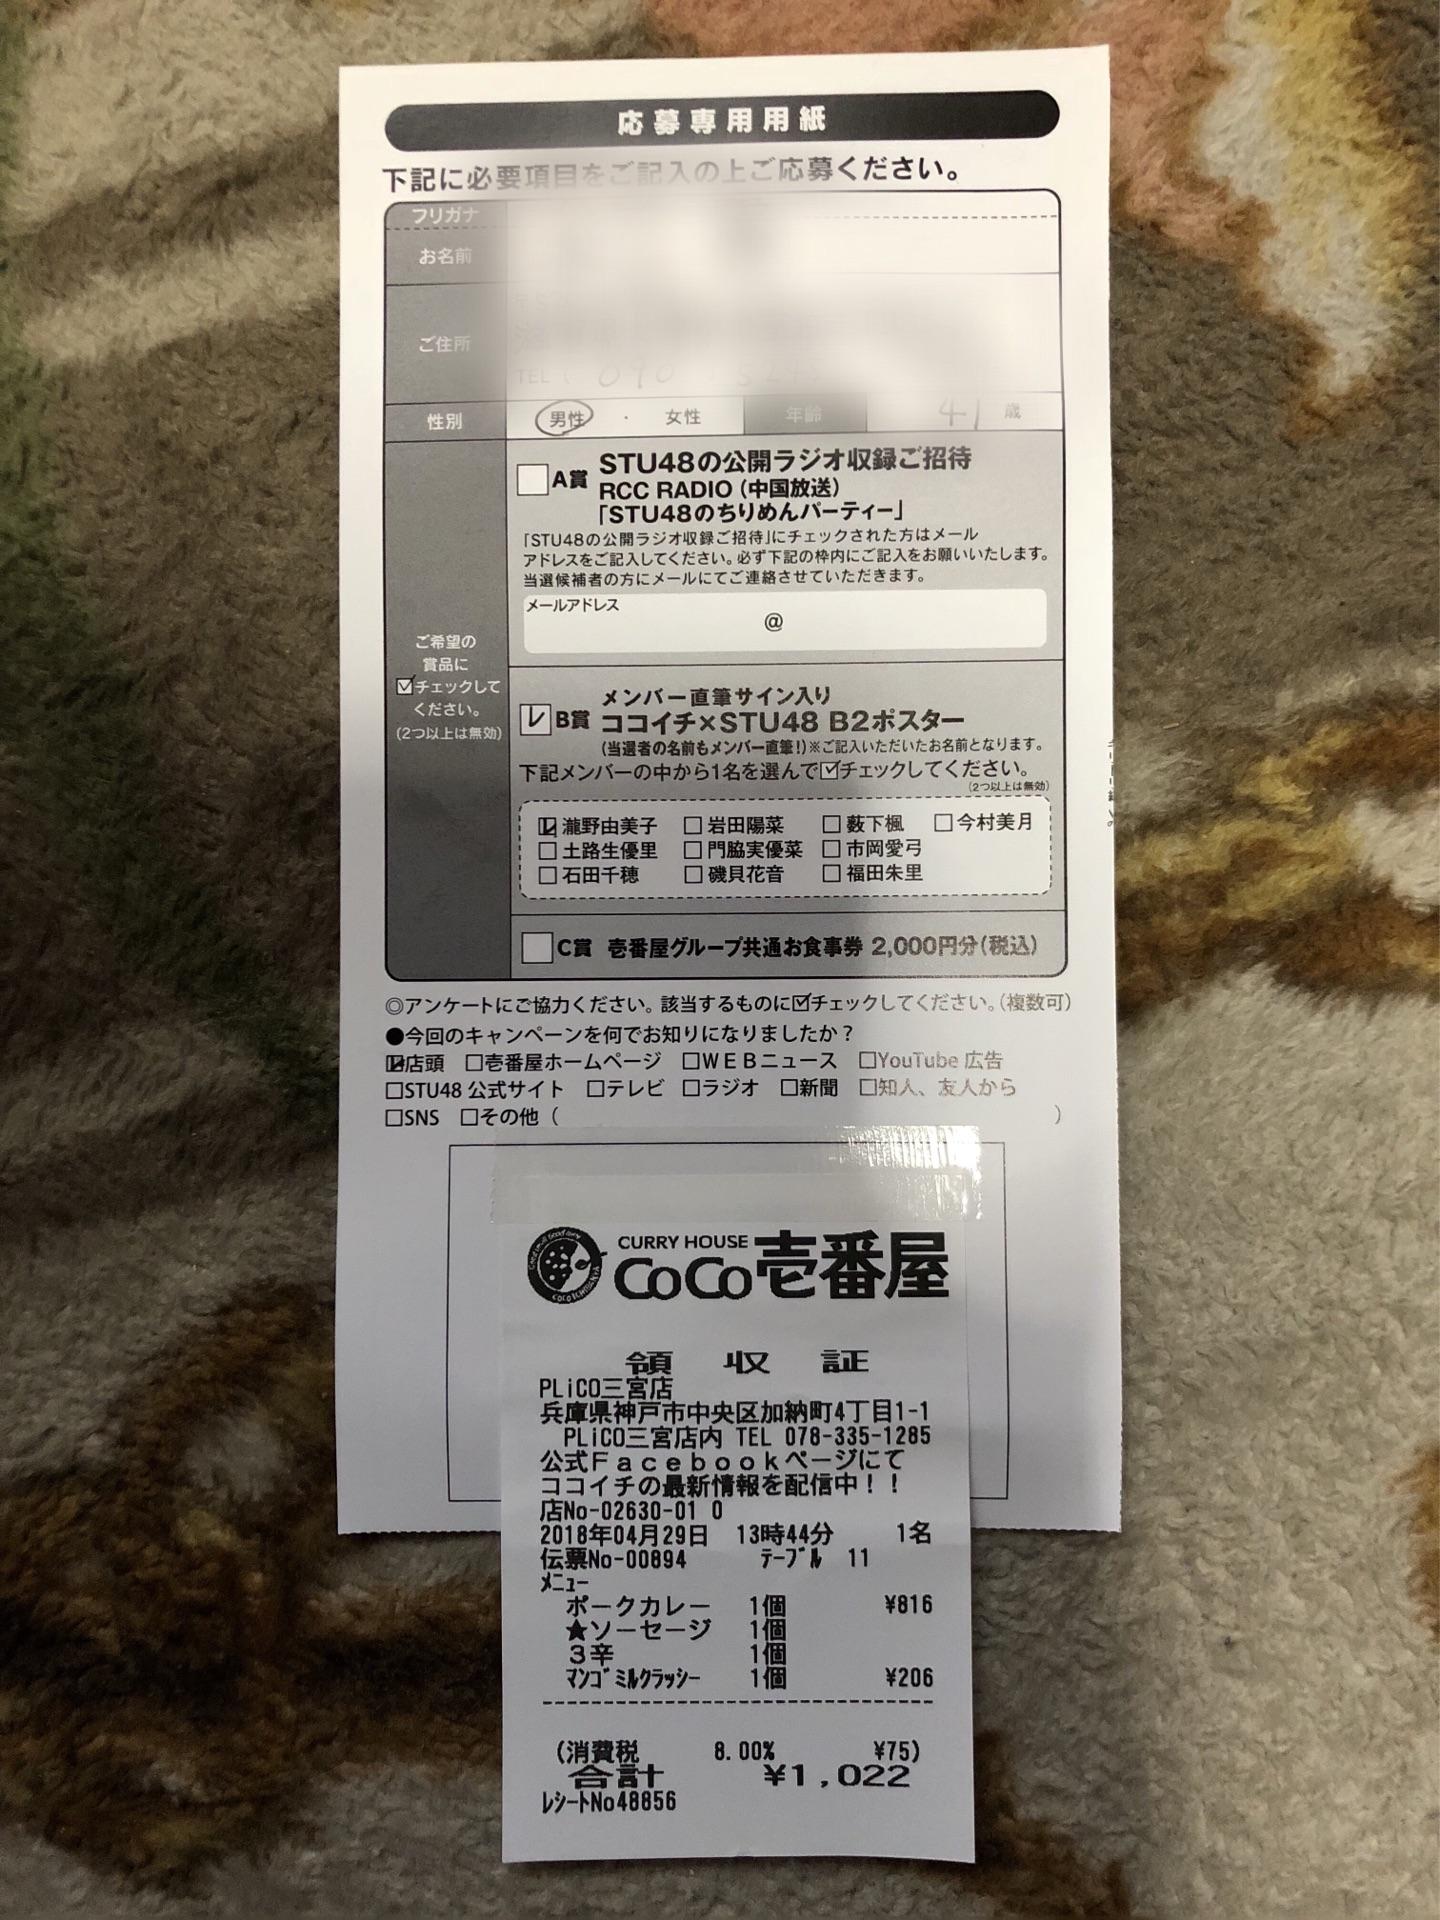 応募専用用紙
下記に必要項目をご記入の上ご応募ください。
フリガナ
お名前
ご住所
TEL ( 090
性別 男性 ・ 女性 年齢 41 歳
ご希望の
賞品に
☑チェックして
ください。
(2つ以上は無効)
A賞 STU48の公開ラジオ収録ご招待
RCC RADIO (中国放送)
「STU48のちりめんパーティー」
「STU48の公開ラジオ収録ご招待」にチェックされた方はメール
アドレスをご記入してください。必ず下記の枠内にご記入をお願いいたします。
当選候補者の方にメールにてご連絡させていただきます。
メールアドレス
@
☑B賞 メンバー直筆サイン入り
ココイチ×STU48 B2ポスター
(当選者の名前もメンバー直筆!)※ご記入いただいたお名前となります。
下記メンバーの中から1名を選んで☑チェックしてください。
(2つ以上は無効)
☑瀧野由美子 □岩田陽菜 □薮下楓 □今村美月
□土路生優里 □門脇実優菜 □市岡愛弓
□石田千穂 □磯貝花音 □福田朱里
□C賞 壱番屋グループ共通お食事券 2,000円分(税込)
◎アンケートにご協力ください。該当するものに☑チェックしてください。(複数可)
●今回のキャンペーンを何でお知りになりましたか？
☑店頭 □壱番屋ホームページ □WEBニュース □YouTube 広告
□STU48 公式サイト □テレビ □ラジオ □新聞 □知人、友人から
□SNS □その他（ ）
CURRY HOUSE
CoCo壱番屋
領 収 証
PLiCO三宮店
兵庫県神戸市中央区加納町4丁目1-1
PLiCO三宮店内 TEL 078-335-1285
公式Facebookページにて
ココイチの最新情報を配信中！！
店No-02630-01 0
2018年04月29日 13時44分 1名
伝票No-00894 ﾃｰﾌﾞﾙ 11
ﾒﾆｭｰ
ポークカレー 1個 ¥816
★ソーセージ 1個
3辛 1個
ﾏﾝｺﾞﾐﾙｸﾗｯｼｰ 1個 ¥206
(消費税 8.00% ¥75)
合計 ¥1,022
ﾚｼｰﾄNo48856